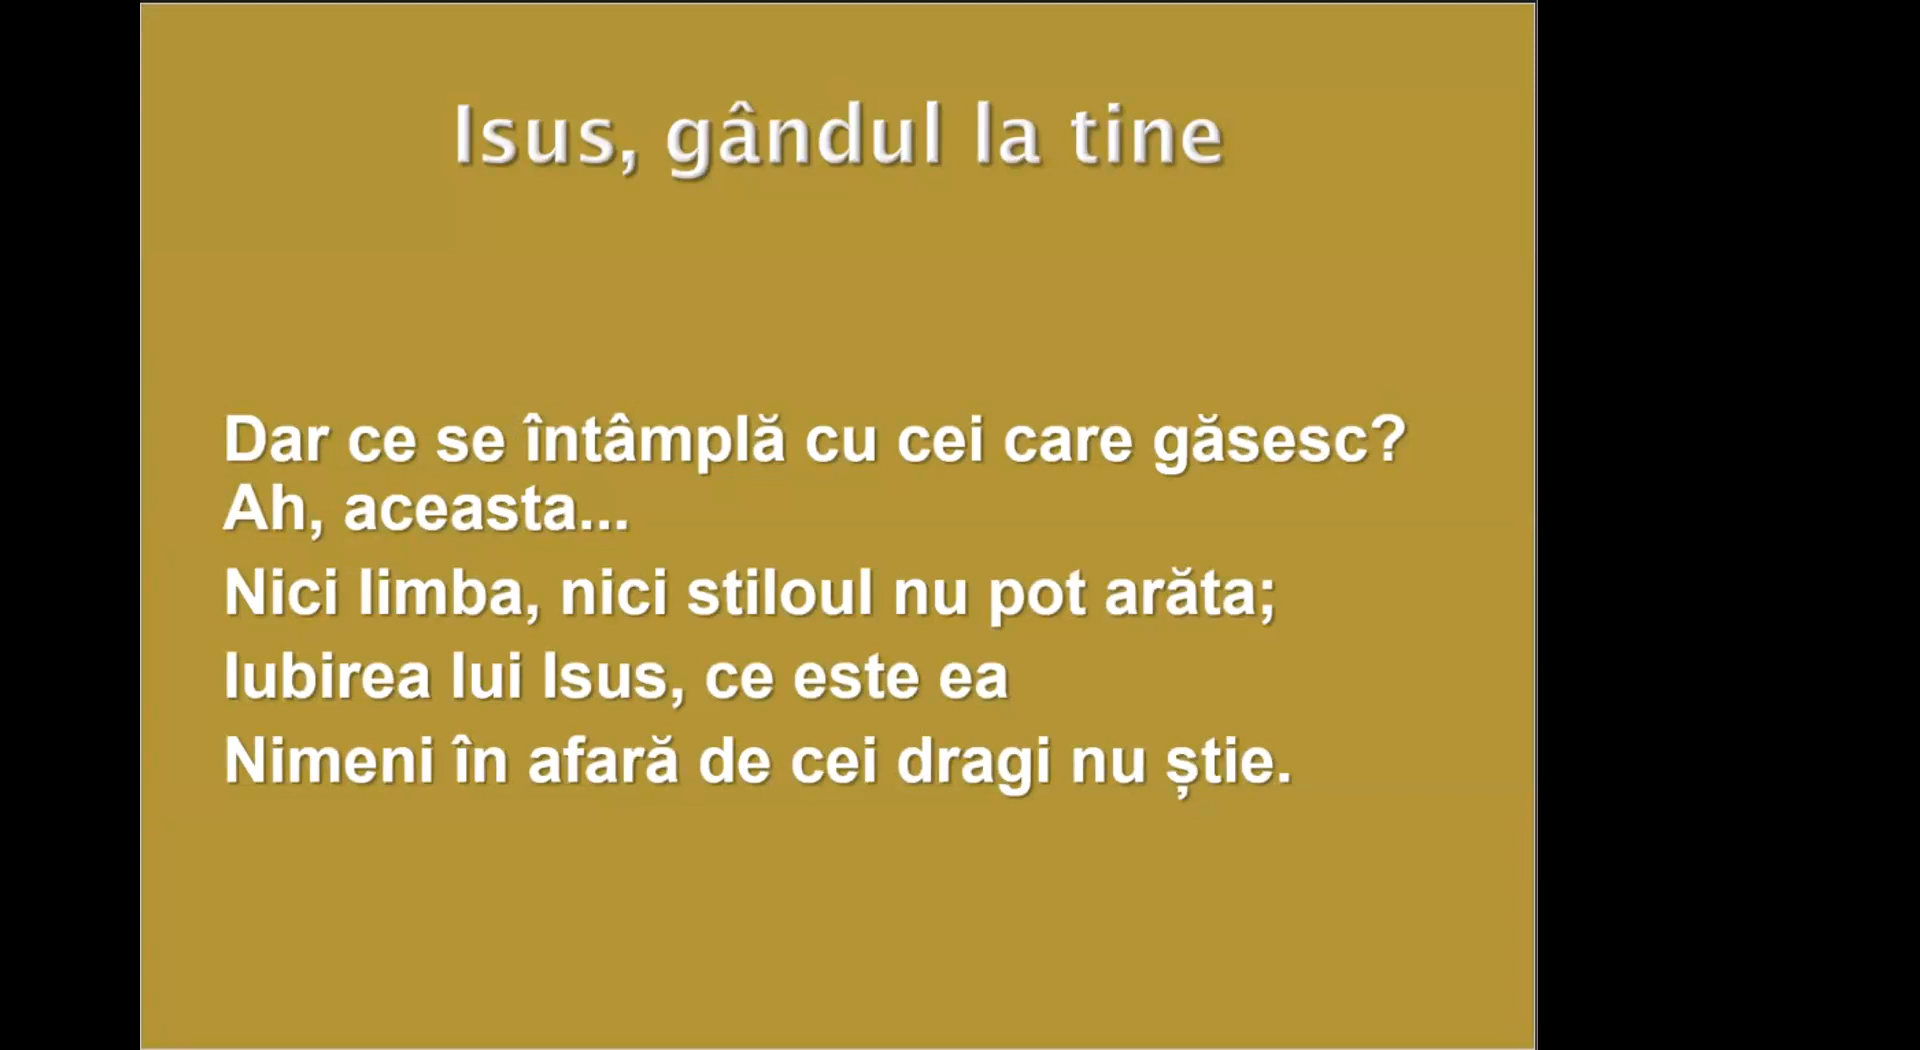 Isus, gândul la tine
Dar ce se întâmplă cu cei care găsesc?
Ah, aceasta...
Nici limba, nici stiloul nu pot arăta;
Iubirea lui Isus, ce este ea
Nimeni în afară de cei dragi nu știe.